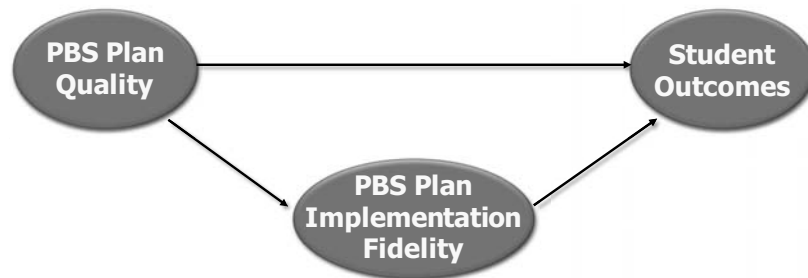 PBS Plan
Quality
Student
Outcomes
PBS Plan
Implementation
Fidelity